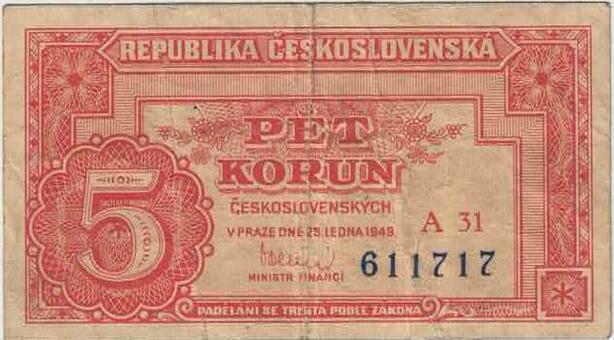 REPUBLIKA ČESKOSLOVENSKÁ
PĚT
KORUN
ČESKOSLOVENSKÝCH
V PRAZE DNE 25. LEDNA 1949
A 31
5
MINISTR FINANCÍ
611717
PADĚLÁNÍ SE TRESTÁ PODLE ZÁKONA